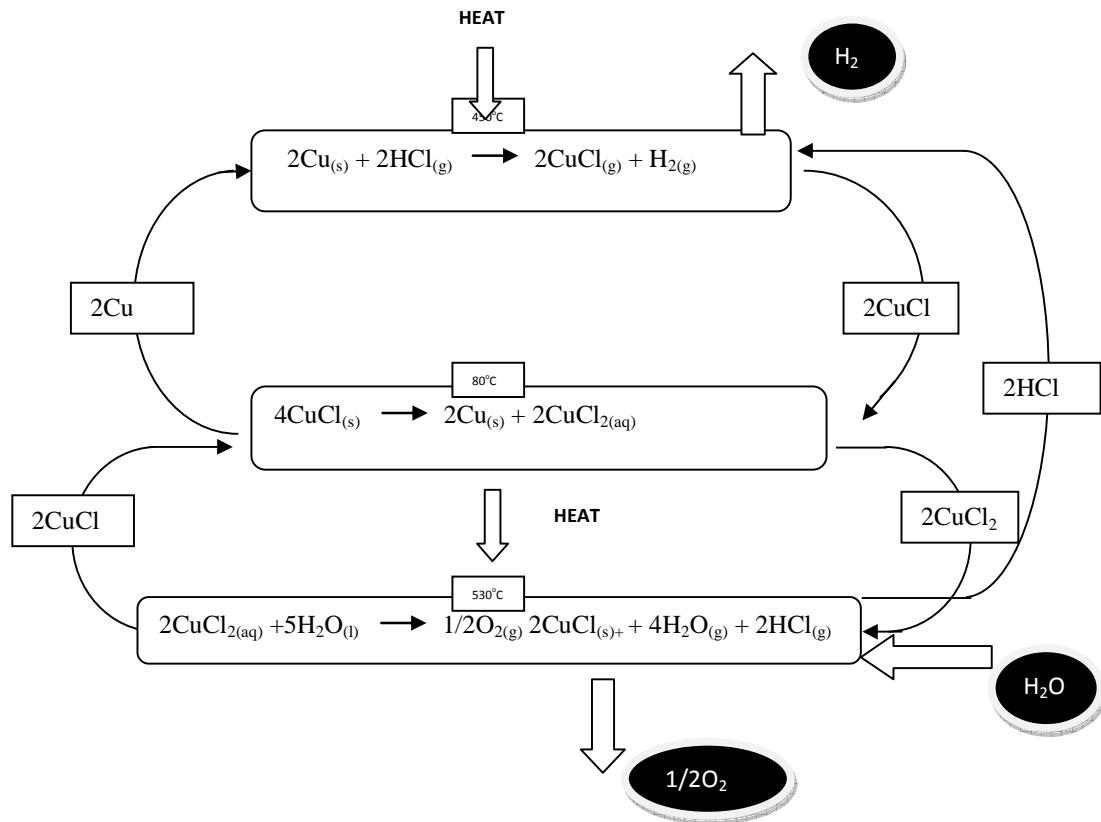 HEAT
H₂
450°C
2Cu(s) + 2HCl(g) → 2CuCl(g) + H₂(g)
2Cu
2CuCl
2HCl
80°C
4CuCl(s) → 2Cu(s) + 2CuCl₂(aq)
2CuCl
HEAT
2CuCl₂
530°C
2CuCl₂(aq) +5H₂O(l) → 1/2O₂(g) 2CuCl(s)+ + 4H₂O(g) + 2HCl(g)
H₂O
1/2O₂